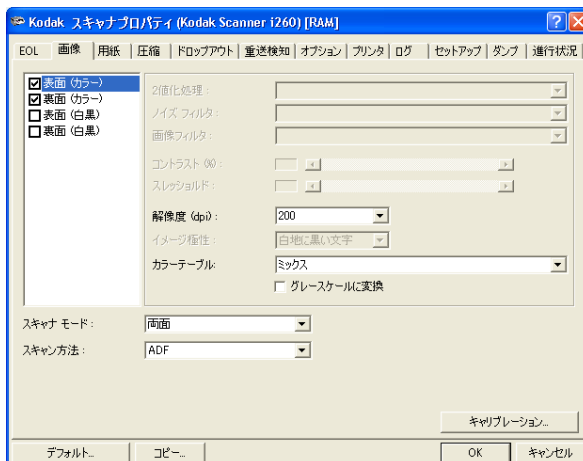 Kodak スキャナプロパティ (Kodak Scanner i260) [RAM]
EOL 画像 用紙 圧縮 ドロップアウト 重送検知 オプション プリンタ ログ セットアップ ダンプ 進行状況
表面 (カラー)
裏面 (カラー)
表面 (白黒)
裏面 (白黒)
2値化処理 :
ノイズ フィルタ :
画像フィルタ :
コントラスト (%) :
スレッショルド :
解像度 (dpi) : 200
イメージ極性 : 白地に黒い文字
カラーテーブル: ミックス
グレースケールに変換
スキャナ モード : 両面
スキャン方法 : ADF
キャリブレーション...
デフォルト... コピー... OK キャンセル